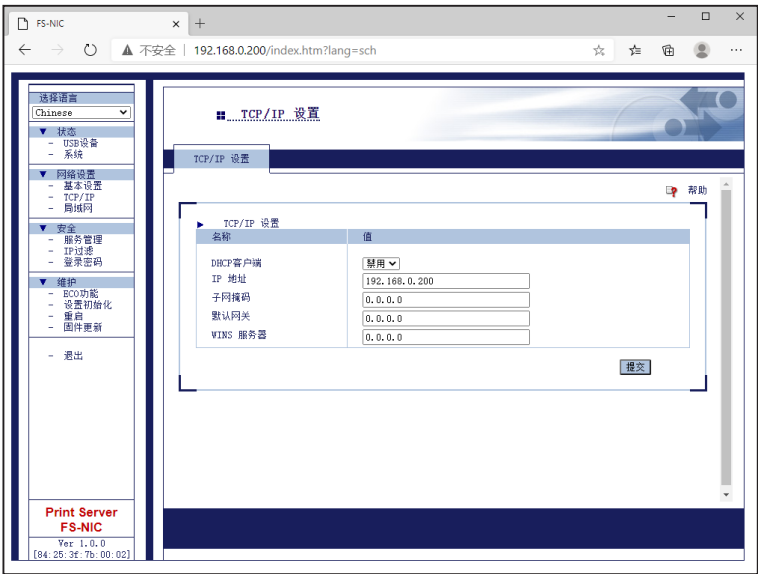 FS-NIC
不安全 | 192.168.0.200/index.htm?lang=sch
选择语言
Chinese
▼ 状态
- USB设备
- 系统
▼ 网络设置
- 基本设置
- TCP/IP
- 局域网
▼ 安全
- 服务管理
- IP过滤
- 登录密码
▼ 维护
- ECO功能
- 设置初始化
- 重启
- 固件更新
- 退出
Print Server
FS-NIC
Ver 1.0.0
[84:25:3f:7b:00:02]
TCP/IP 设置
TCP/IP 设置
帮助
TCP/IP 设置
名称 值
DHCP客户端 禁用
IP 地址 192.168.0.200
子网掩码 0.0.0.0
默认网关 0.0.0.0
WINS 服务器 0.0.0.0
提交